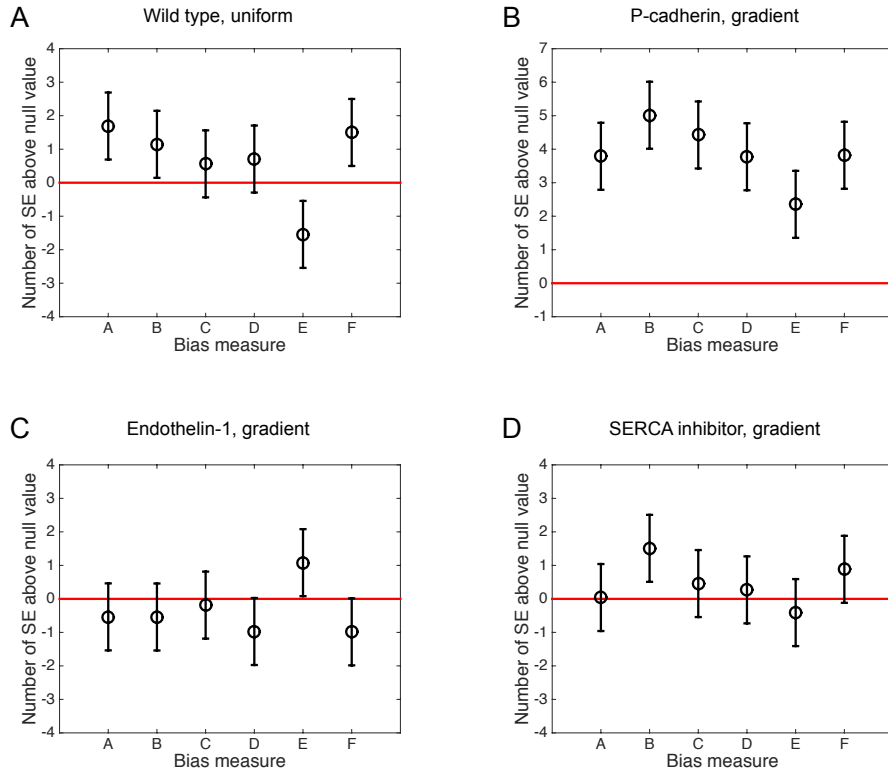 A
Wild type, uniform
Number of SE above null value
4
3
2
1
0
-1
-2
-3
-4
A B C D E F
Bias measure
B
P-cadherin, gradient
Number of SE above null value
7
6
5
4
3
2
1
0
-1
A B C D E F
Bias measure
C
Endothelin-1, gradient
Number of SE above null value
4
3
2
1
0
-1
-2
-3
-4
A B C D E F
Bias measure
D
SERCA inhibitor, gradient
Number of SE above null value
4
3
2
1
0
-1
-2
-3
-4
A B C D E F
Bias measure